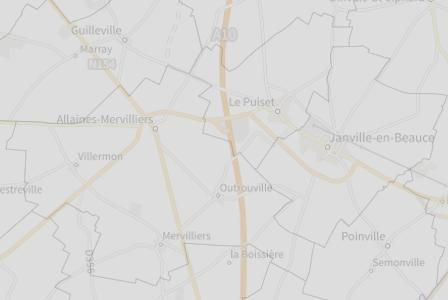 Guilleville
Marray
A10
N154
Le Puiset
Allaines-Mervilliers
Janville-en-Beauce
Villermon
estreville
Outrouville
Mervilliers
Poinville
la Boissière
Semonville
D356